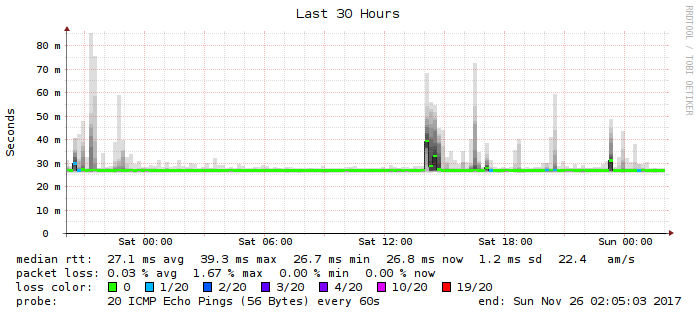 Last 30 Hours
RRDTOOL / TOBI OETIKER
Seconds
80 m
70 m
60 m
50 m
40 m
30 m
20 m
10 m
0
Sat 00:00 Sat 06:00 Sat 12:00 Sat 18:00 Sun 00:00
median rtt: 27.1 ms avg 39.3 ms max 26.7 ms min 26.8 ms now 1.2 ms sd 22.4 am/s
packet loss: 0.03 % avg 1.67 % max 0.00 % min 0.00 % now
loss color: 0 1/20 2/20 3/20 4/20 10/20 19/20
probe: 20 ICMP Echo Pings (56 Bytes) every 60s end: Sun Nov 26 02:05:03 2017